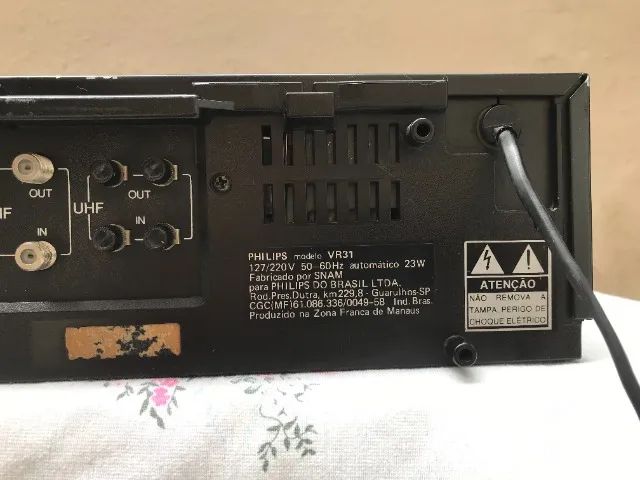 OUT
OUT
UHF
IN
IN
PHILIPS modelo VR31
127/220V 50-60Hz automático 23W
Fabricado por SNAM
para PHILIPS DO BRASIL LTDA.
Rod.Pres.Dutra, km 229,8 - Guarulhos-SP
CGC(MF)61.086.336/0049-58 Ind. Bras.
Produzido na Zona Franca de Manaus
ATENÇÃO
NÃO REMOVA A
TAMPA PERIGO DE
CHOQUE ELÉTRICO